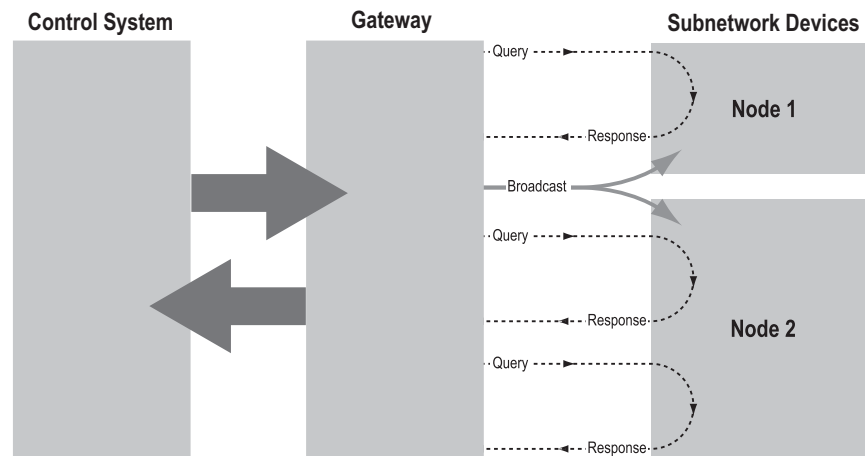 Control System
Gateway
Subnetwork Devices
Query
Node 1
Response
Broadcast
Query
Response
Node 2
Query
Response